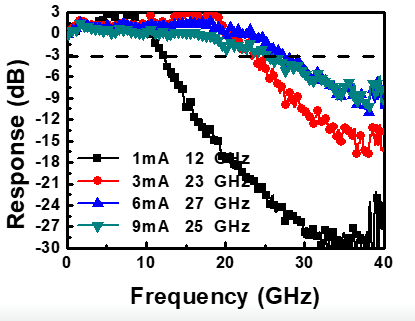 3
0
-3
-6
-9
-12
-15
-18
-21
-24
-27
-30
Response (dB)
1mA 12 GHz
3mA 23 GHz
6mA 27 GHz
9mA 25 GHz
0 10 20 30 40
Frequency (GHz)